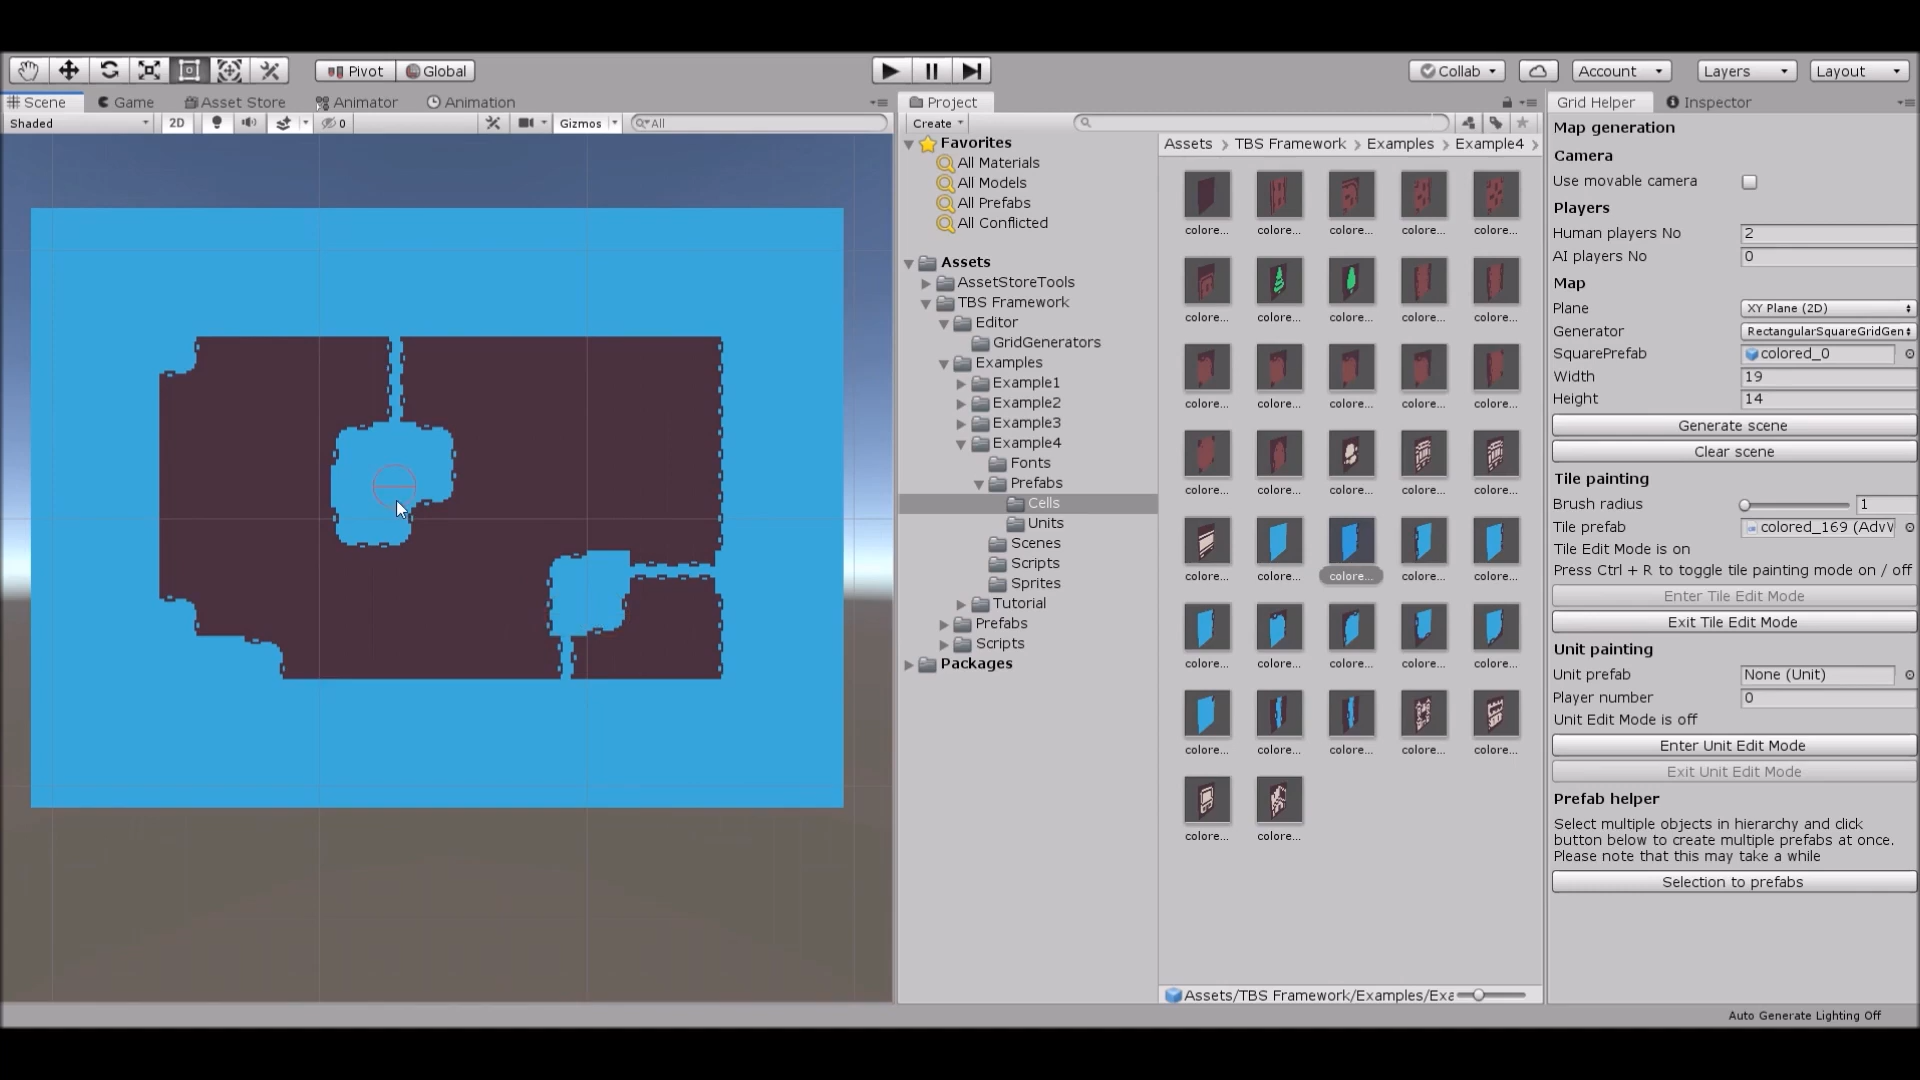 Pivot Global Collab Account Layers Layout
Scene Game Asset Store Animator Animation
Shaded 2D 0 Gizmos All
Project
Create
Favorites
All Materials
All Models
All Prefabs
All Conflicted
Assets
AssetStoreTools
TBS Framework
Editor
GridGenerators
Examples
Example1
Example2
Example3
Example4
Fonts
Prefabs
Cells
Units
Scenes
Scripts
Sprites
Tutorial
Prefabs
Scripts
Packages
Assets TBS Framework Examples Example4
colore... colore... colore... colore... colore...
colore... colore... colore... colore... colore...
colore... colore... colore... colore... colore...
colore... colore... colore... colore... colore...
colore... colore... colore... colore... colore...
colore... colore... colore... colore... colore...
colore... colore... colore... colore... colore...
colore... colore...
Assets/TBS Framework/Examples/Exa
Grid Helper Inspector
Map generation
Camera
Use movable camera
Players
Human players No 2
AI players No 0
Map
Plane XY Plane (2D)
Generator RectangularSquareGridGen
SquarePrefab colored_0
Width 19
Height 14
Generate scene
Clear scene
Tile painting
Brush radius 1
Tile prefab colored_169 (AdvW
Tile Edit Mode is on
Press Ctrl + R to toggle tile painting mode on / off
Enter Tile Edit Mode
Exit Tile Edit Mode
Unit painting
Unit prefab None (Unit)
Player number 0
Unit Edit Mode is off
Enter Unit Edit Mode
Exit Unit Edit Mode
Prefab helper
Select multiple objects in hierarchy and click
button below to create multiple prefabs at once.
Please note that this may take a while
Selection to prefabs
Auto Generate Lighting Off